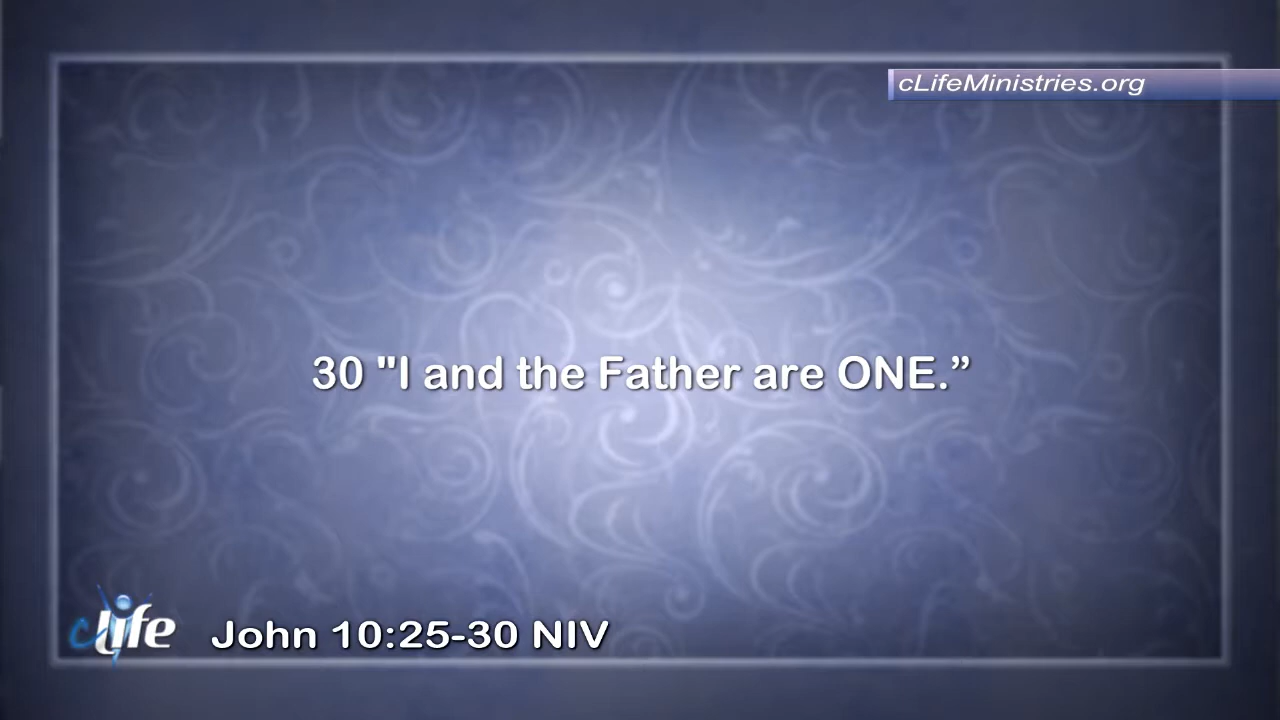 cLifeMinistries.org
30 "I and the Father are ONE.”
cLife
John 10:25-30 NIV